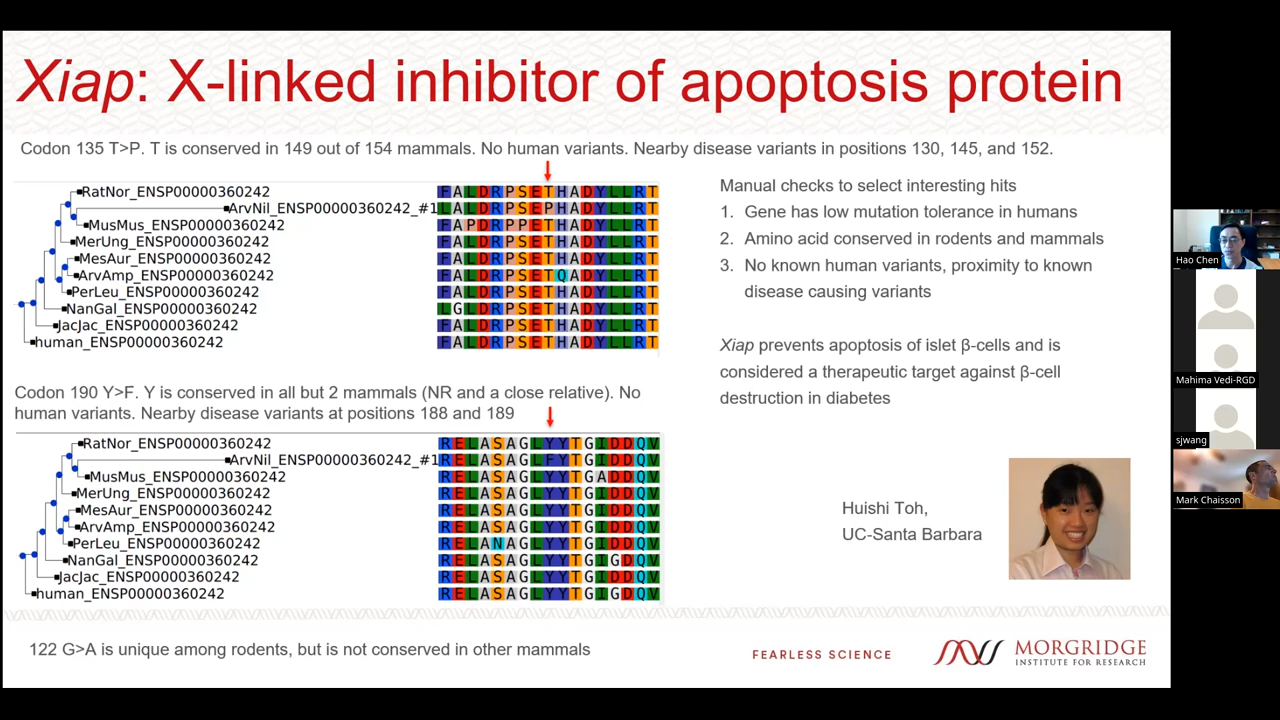 Xiap: X-linked inhibitor of apoptosis protein
Codon 135 T>P. T is conserved in 149 out of 154 mammals. No human variants. Nearby disease variants in positions 130, 145, and 152.
RatNor_ENSP00000360242 FALDRPSETHADYLLRT
ArvNil_ENSP00000360242_#1 LALDRPSEPHADYLLRT
MusMus_ENSP00000360242 FAPDRPPETHADYLLRT
MerUng_ENSP00000360242 FALDRPSETHADYLLRT
MesAur_ENSP00000360242 FALDRPSETHADYLLRT
ArvAmp_ENSP00000360242 FALDRPSETQADYLLRT
PerLeu_ENSP00000360242 FALDRPSETHADYLLRT
NanGal_ENSP00000360242 LGLDRPSETHADYLLRT
JacJac_ENSP00000360242 FALDRPSETHADYLLRT
human_ENSP00000360242 FALDRPSETHADYLLRT
Codon 190 Y>F. Y is conserved in all but 2 mammals (NR and a close relative). No
human variants. Nearby disease variants at positions 188 and 189
RatNor_ENSP00000360242 RELASAGLYYTGIDDQV
ArvNil_ENSP00000360242_#1 RELASAGLFYTGIDDQV
MusMus_ENSP00000360242 RELASAGLYYTGADDQV
MerUng_ENSP00000360242 RELASAGLYYTGIDDQV
MesAur_ENSP00000360242 RELASAGLYYTGIDDQV
ArvAmp_ENSP00000360242 RELASAGLYYTGIDDQV
PerLeu_ENSP00000360242 RELANAGLYYTGIDDQV
NanGal_ENSP00000360242 RELASAGLYYTGIGDQV
JacJac_ENSP00000360242 RELASAGLYYTGIDDQV
human_ENSP00000360242 RELASAGLYYTGIGDQV
122 G>A is unique among rodents, but is not conserved in other mammals
Manual checks to select interesting hits
1. Gene has low mutation tolerance in humans
2. Amino acid conserved in rodents and mammals
3. No known human variants, proximity to known
disease causing variants
Xiap prevents apoptosis of islet β-cells and is
considered a therapeutic target against β-cell
destruction in diabetes
Huishi Toh,
UC-Santa Barbara
FEARLESS SCIENCE
MORGRIDGE
INSTITUTE FOR RESEARCH
Hao Chen
Mahima Vedi-RGD
sjwang
Mark Chaisson